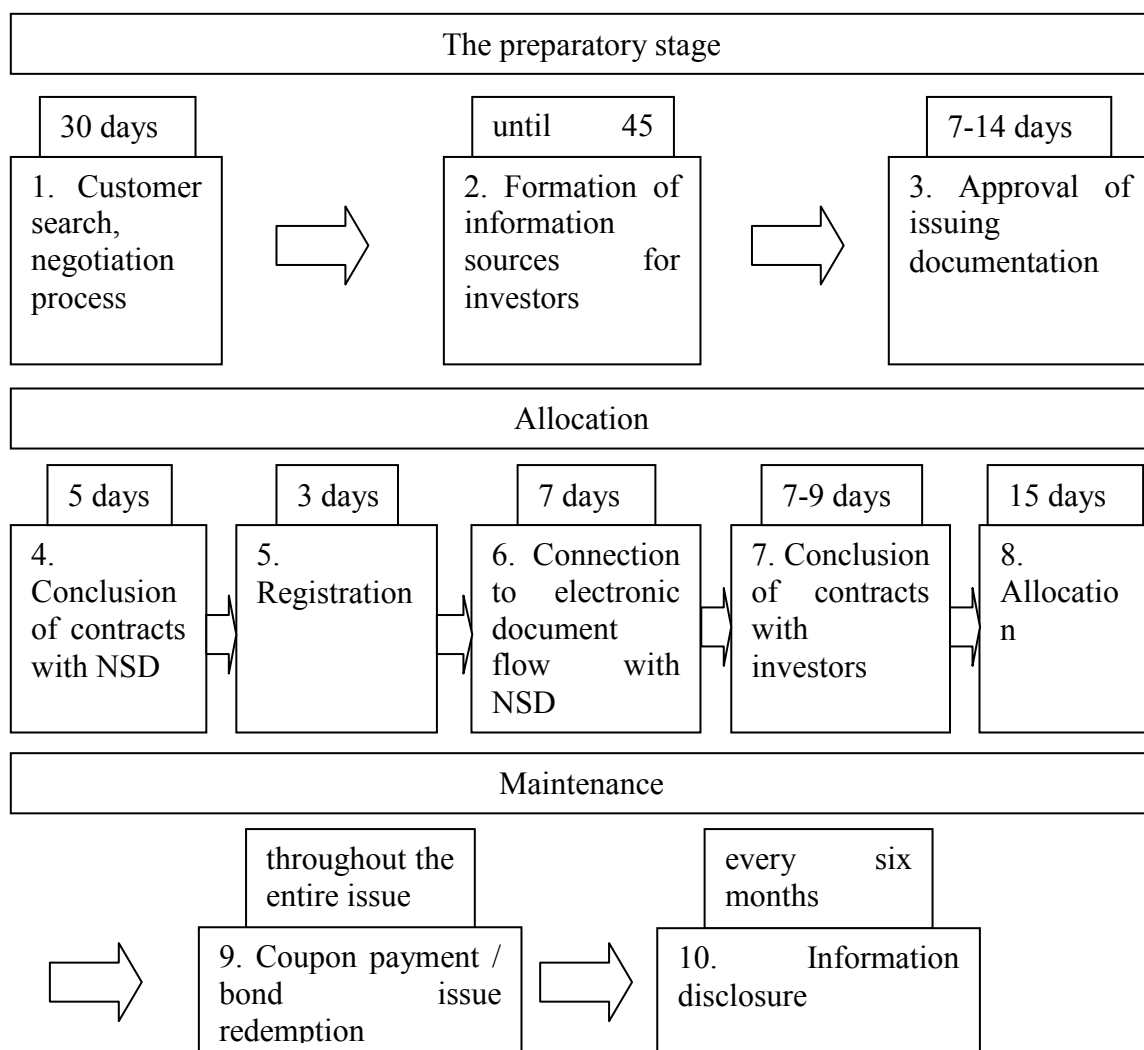 The preparatory stage
30 days
1. Customer
search,
negotiation
process
until 45
2. Formation of
information
sources for
investors
7-14 days
3. Approval of
issuing
documentation
Allocation
5 days
4.
Conclusion
of contracts
with NSD
3 days
5.
Registration
7 days
6. Connection
to electronic
document
flow with
NSD
7-9 days
7. Conclusion
of contracts
with
investors
15 days
8.
Allocatio
n
Maintenance
throughout the
entire issue
9. Coupon payment /
bond issue
redemption
every six
months
10. Information
disclosure